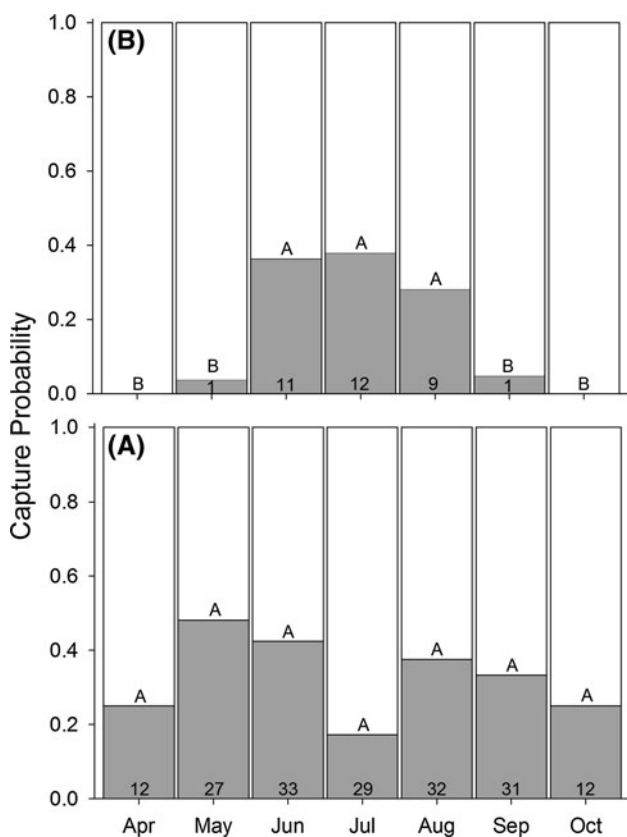 Capture Probability
(B)
1.0
0.8
0.6
0.4
0.2
0.0
B B A A A B B
1 11 12 9 1
(A)
1.0
0.8
0.6
0.4
0.2
0.0
A A A A A A A
12 27 33 29 32 31 12
Apr May Jun Jul Aug Sep Oct